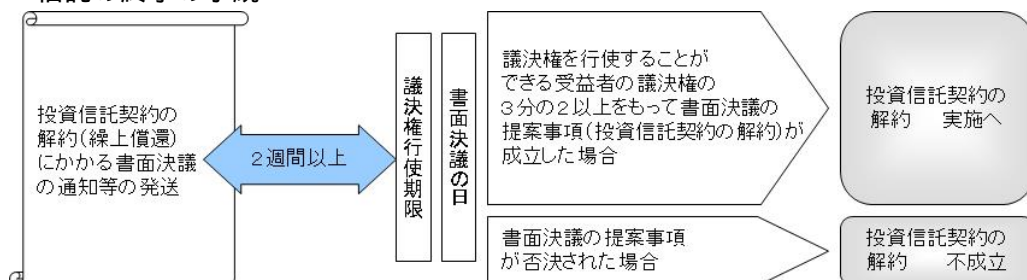 投資信託契約の
解約(繰上償還)
にかかる書面決議
の通知等の発送
2週間以上
議決権行使期限
書面決議の日
議決権を行使することが
できる受益者の議決権の
3分の2以上をもって書面決議の
提案事項(投資信託契約の解約)が
成立した場合
投資信託契約の
解約　実施へ
書面決議の提案事項
が否決された場合
投資信託契約の
解約　不成立